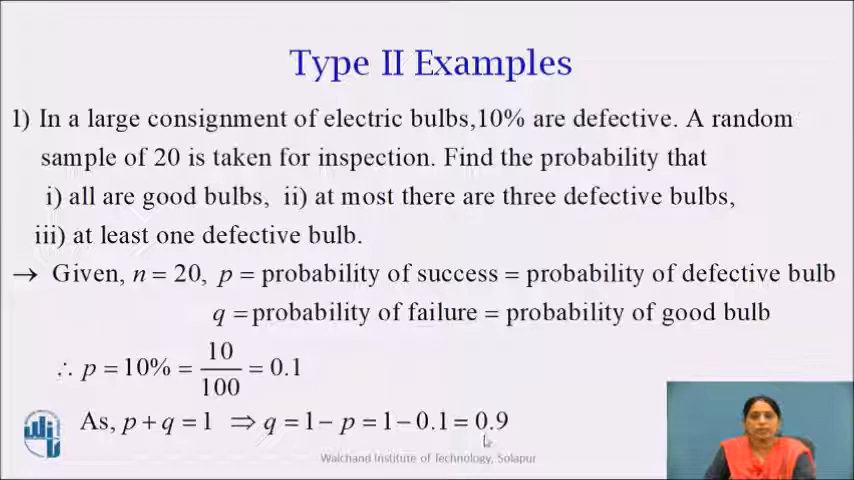 Type II Examples
1) In a large consignment of electric bulbs,10% are defective. A random
sample of 20 is taken for inspection. Find the probability that
i) all are good bulbs, ii) at most there are three defective bulbs,
iii) at least one defective bulb.
→ Given, n = 20, p = probability of success = probability of defective bulb
q = probability of failure = probability of good bulb
∴ p = 10% = 10/100 = 0.1
As, p + q = 1 ⇒ q = 1 − p = 1 − 0.1 = 0.9
Walchand Institute of Technology, Solapur